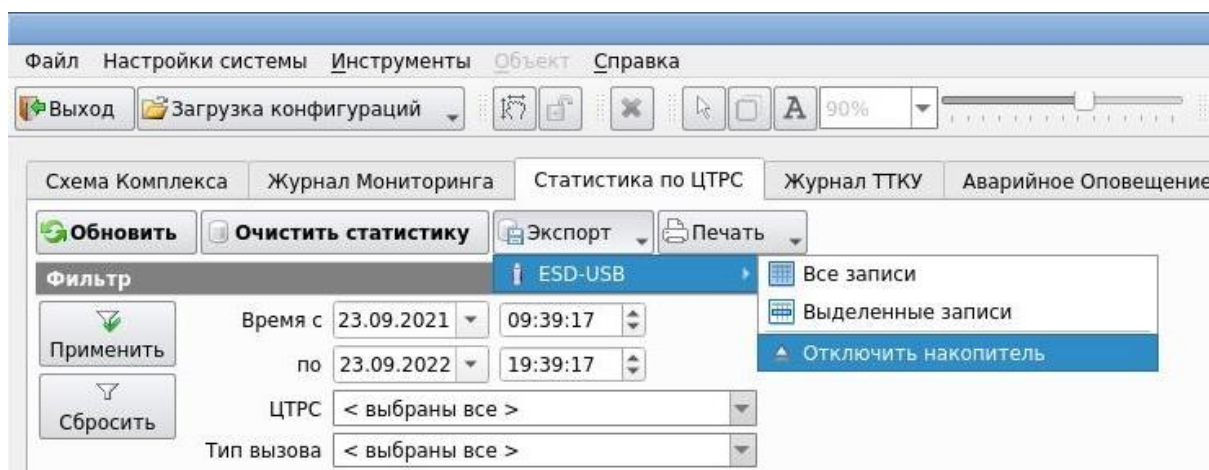 Файл Настройки системы Инструменты Объект Справка
Выход Загрузка конфигураций 90%
Схема Комплекса Журнал Мониторинга Статистика по ЦТРС Журнал ТТКУ Аварийное Оповещение
Обновить Очистить статистику Экспорт Печать
Фильтр ESD-USB Все записи
Применить Время с 23.09.2021 09:39:17 Выделенные записи
по 23.09.2022 19:39:17 Отключить накопитель
Сбросить ЦТРС < выбраны все >
Тип вызова < выбраны все >